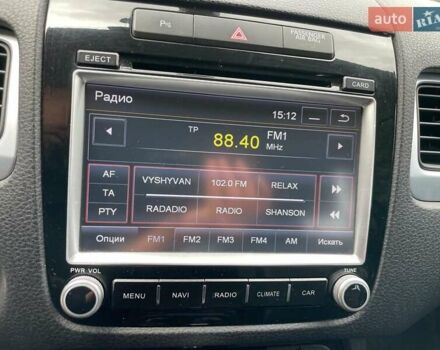 auto RIA
P
PASSENGER AIR BAG
EJECT
CARD
Радио
15:12
TP
88.40
FM1
MHz
AF
VYSHYVAN
102.0 FM
RELAX
TA
PTY
RADADIO
RADIO
SHANSON
Опции
FM1
FM2
FM3
FM4
AM
Искать
PWR VOL
TUNE
MENU
NAVI
RADIO
CLIMATE
CAR